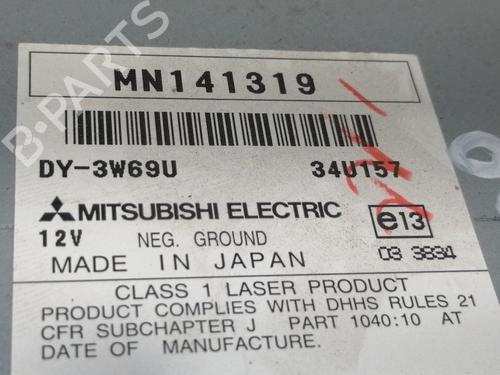 MN141319
DY-3W69U 34U157
MITSUBISHI ELECTRIC e13
12V NEG. GROUND 03 3834
MADE IN JAPAN
CLASS 1 LASER PRODUCT
PRODUCT COMPLIES WITH DHHS RULES 21
CFR SUBCHAPTER J PART 1040:10 AT
DATE OF MANUFACTURE.
B-PARTS